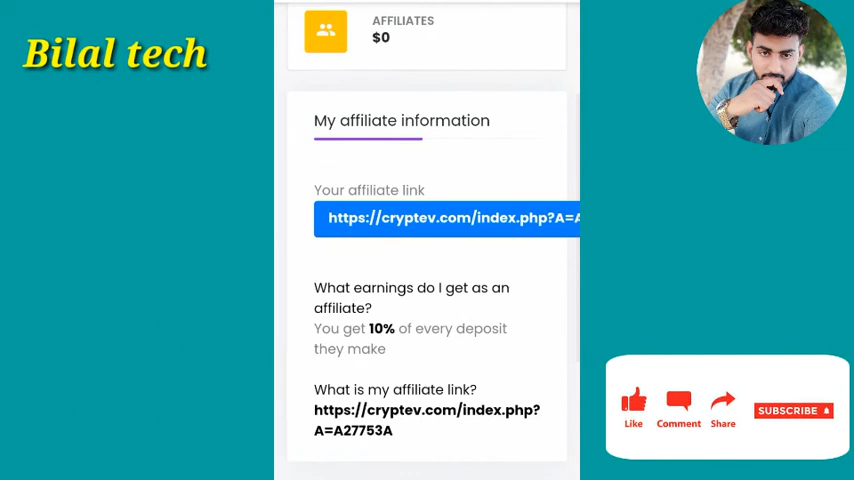 Bilal tech
AFFILIATES
$0
My affiliate information
Your affiliate link
https://cryptev.com/index.php?A=A
What earnings do I get as an
affiliate?
You get 10% of every deposit
they make
What is my affiliate link?
https://cryptev.com/index.php?
A=A27753A
Like
Comment
Share
SUBSCRIBE